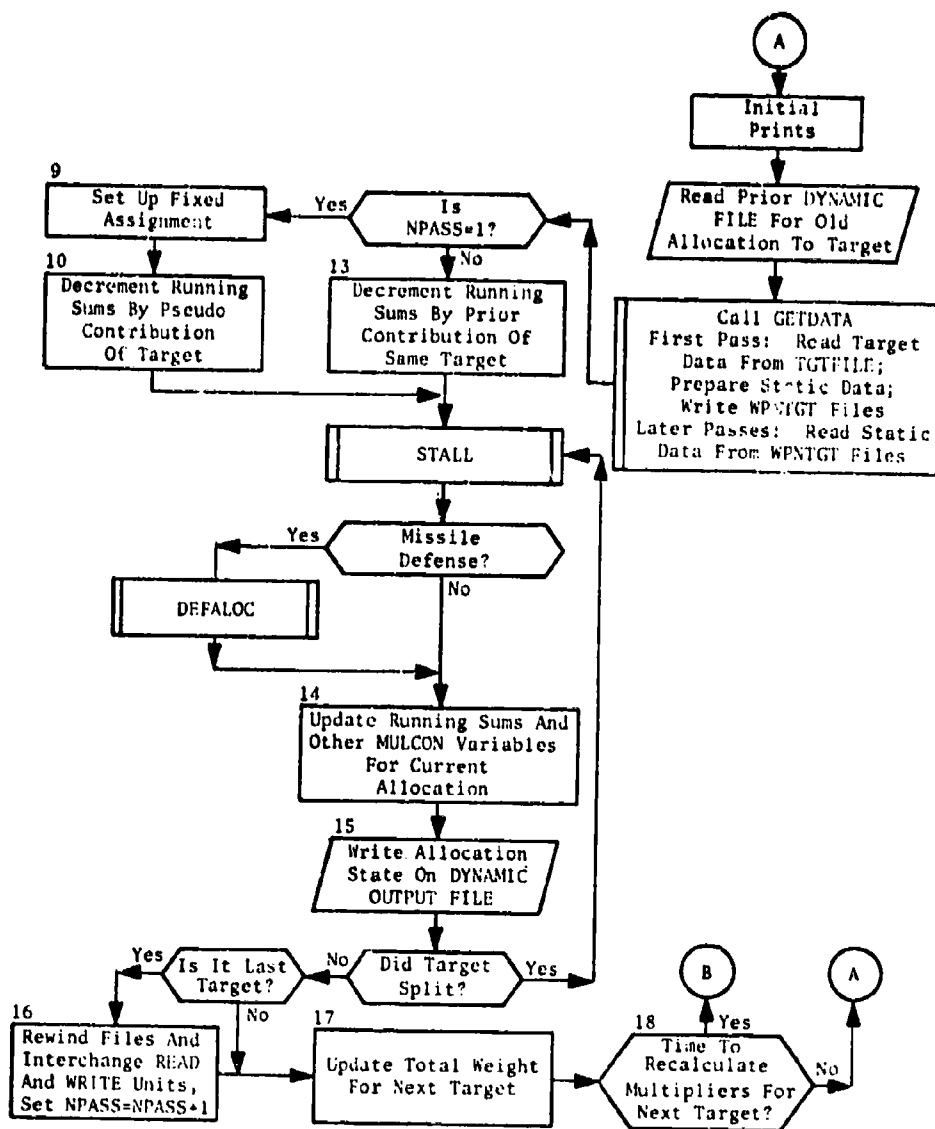 A
Initial
Prints
Read Prior DYNAMIC
FILE For Old
Allocation To Target
Call GETDATA
First Pass: Read Target
Data From TGTFILE;
Prepare Static Data;
Write WPNTGT Files
Later Passes: Read Static
Data From WPNTGT Files
Is
NPASS=1?
Yes
No
9
Set Up Fixed
Assignment
10
Decrement Running
Sums By Pseudo
Contribution
Of Target
13
Decrement Running
Sums By Prior
Contribution Of
Same Target
STALL
Missile
Defense?
Yes
No
DEFALOC
14
Update Running Sums And
Other MULCON Variables
For Current
Allocation
15
Write Allocation
State On DYNAMIC
OUTPUT FILE
Did Target
Split?
No
Yes
Is It Last
Target?
Yes
No
16
Rewind Files And
Interchange READ
And WRITE Units,
Set NPASS=NPASS+1
17
Update Total Weight
For Next Target
18
Time To
Recalculate
Multipliers For
Next Target?
Yes
No
B
A